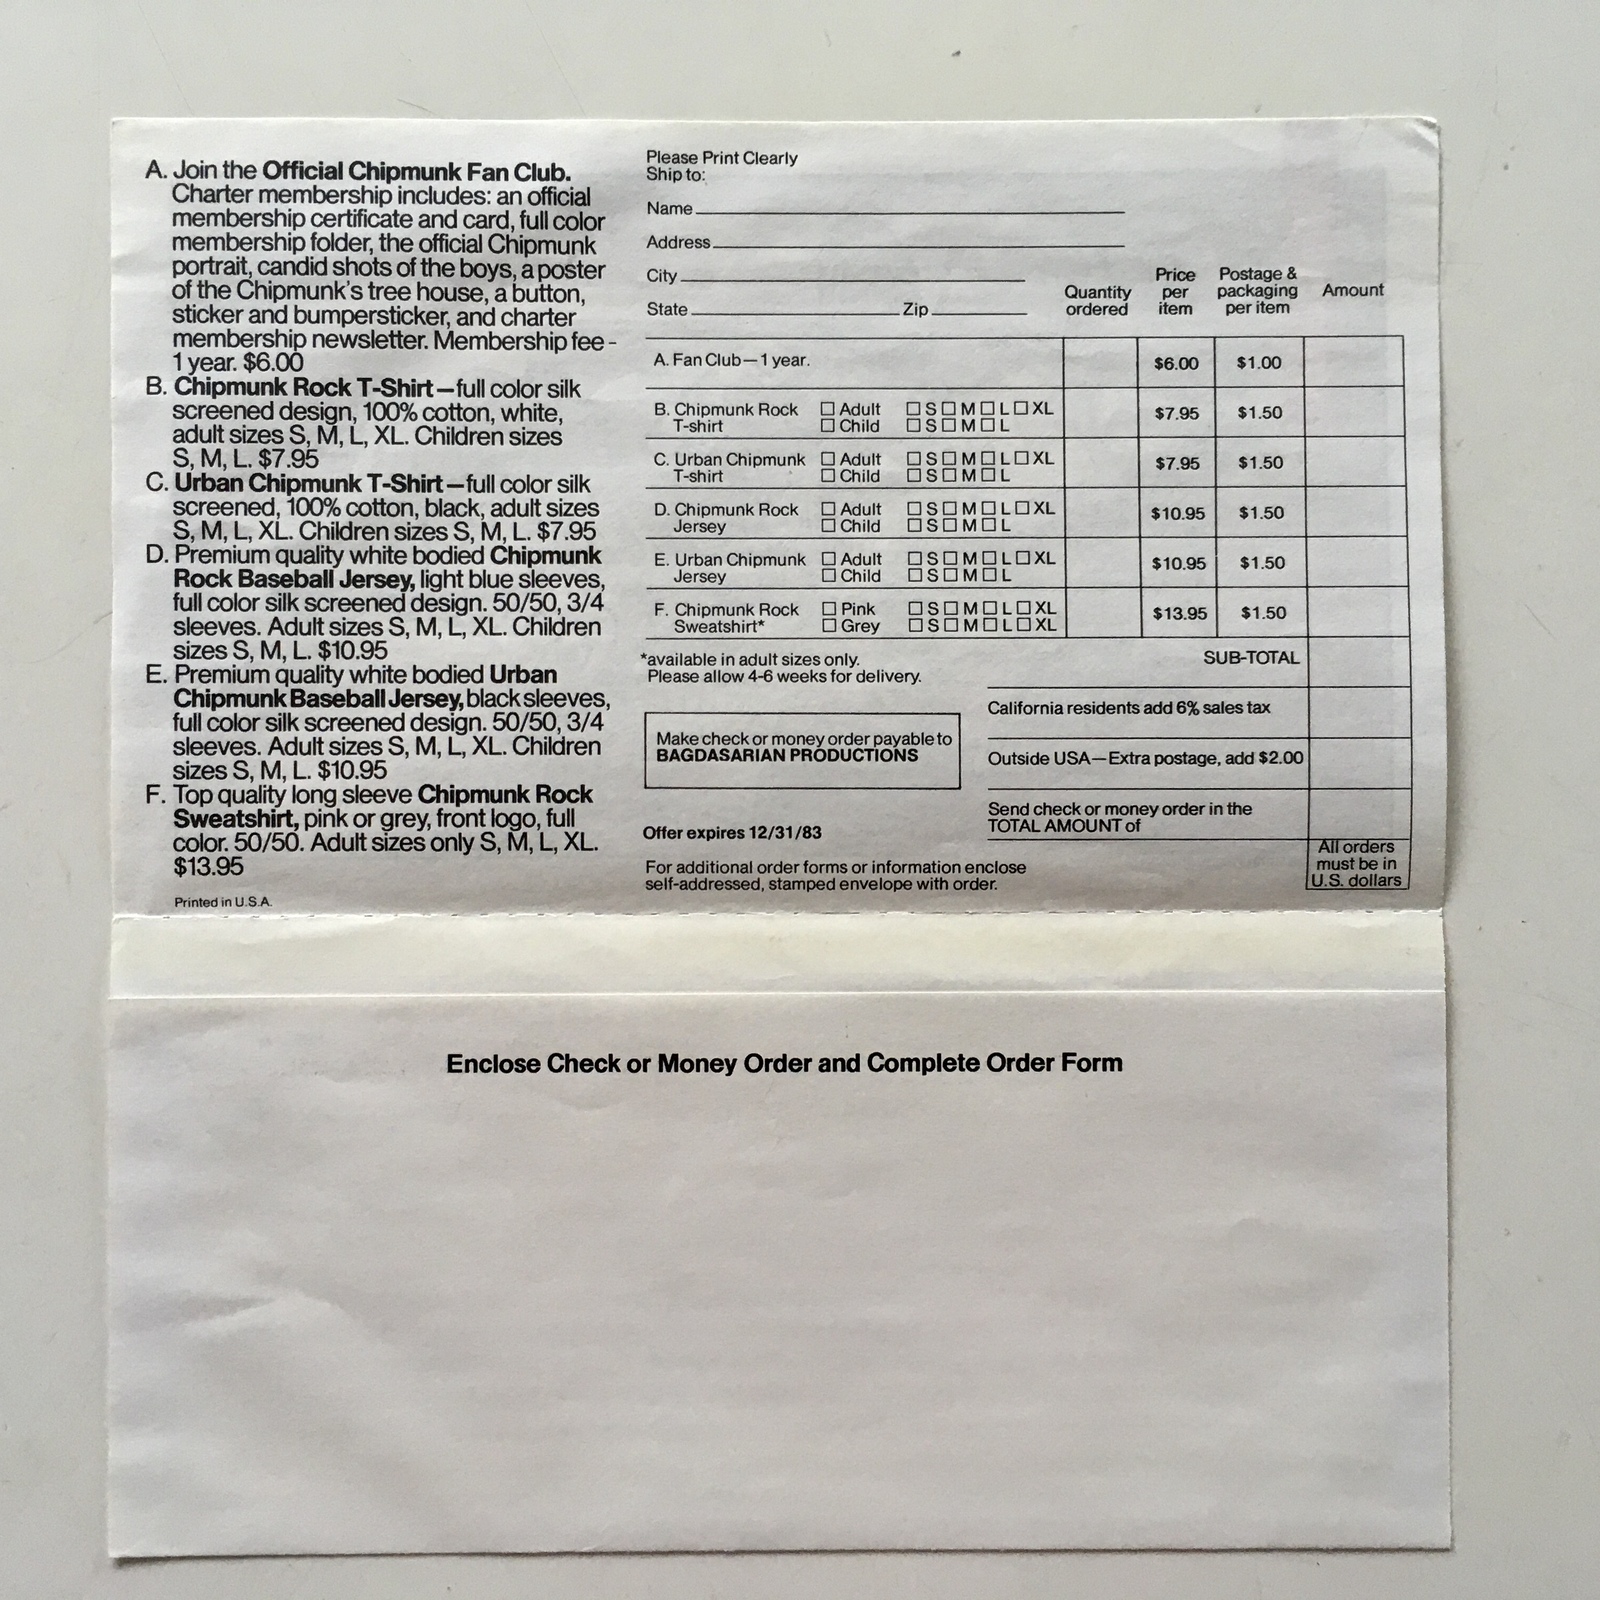 A. Join the Official Chipmunk Fan Club.
Charter membership includes: an official
membership certificate and card, full color
membership folder, the official Chipmunk
portrait, candid shots of the boys, a poster
of the Chipmunk's tree house, a button,
sticker and bumpersticker, and charter
membership newsletter. Membership fee -
1 year. $6.00
B. Chipmunk Rock T-Shirt—full color silk
screened design, 100% cotton, white,
adult sizes S, M, L, XL. Children sizes
S, M, L. $7.95
C. Urban Chipmunk T-Shirt—full color silk
screened, 100% cotton, black, adult sizes
S, M, L, XL. Children sizes S, M, L. $7.95
D. Premium quality white bodied Chipmunk
Rock Baseball Jersey, light blue sleeves,
full color silk screened design. 50/50, 3/4
sleeves. Adult sizes S, M, L, XL. Children
sizes S, M, L. $10.95
E. Premium quality white bodied Urban
Chipmunk Baseball Jersey, black sleeves,
full color silk screened design. 50/50, 3/4
sleeves. Adult sizes S, M, L, XL. Children
sizes S, M, L. $10.95
F. Top quality long sleeve Chipmunk Rock
Sweatshirt, pink or grey, front logo, full
color. 50/50. Adult sizes only S, M, L, XL.
$13.95
Printed in U.S.A.
Please Print Clearly
Ship to:
Name
Address
City
State Zip
Quantity ordered Price per item Postage & packaging per item Amount
A. Fan Club—1 year. $6.00 $1.00
B. Chipmunk Rock ☐ Adult ☐ S ☐ M ☐ L ☐ XL $7.95 $1.50
T-shirt ☐ Child ☐ S ☐ M ☐ L
C. Urban Chipmunk ☐ Adult ☐ S ☐ M ☐ L ☐ XL $7.95 $1.50
T-shirt ☐ Child ☐ S ☐ M ☐ L
D. Chipmunk Rock ☐ Adult ☐ S ☐ M ☐ L ☐ XL $10.95 $1.50
Jersey ☐ Child ☐ S ☐ M ☐ L
E. Urban Chipmunk ☐ Adult ☐ S ☐ M ☐ L ☐ XL $10.95 $1.50
Jersey ☐ Child ☐ S ☐ M ☐ L
F. Chipmunk Rock ☐ Pink ☐ S ☐ M ☐ L ☐ XL $13.95 $1.50
Sweatshirt* ☐ Grey ☐ S ☐ M ☐ L ☐ XL
*available in adult sizes only.
Please allow 4-6 weeks for delivery.
SUB-TOTAL
California residents add 6% sales tax
Make check or money order payable to
BAGDASARIAN PRODUCTIONS
Outside USA—Extra postage, add $2.00
Send check or money order in the
TOTAL AMOUNT of
Offer expires 12/31/83
All orders
must be in
U.S. dollars
For additional order forms or information enclose
self-addressed, stamped envelope with order.
Enclose Check or Money Order and Complete Order Form